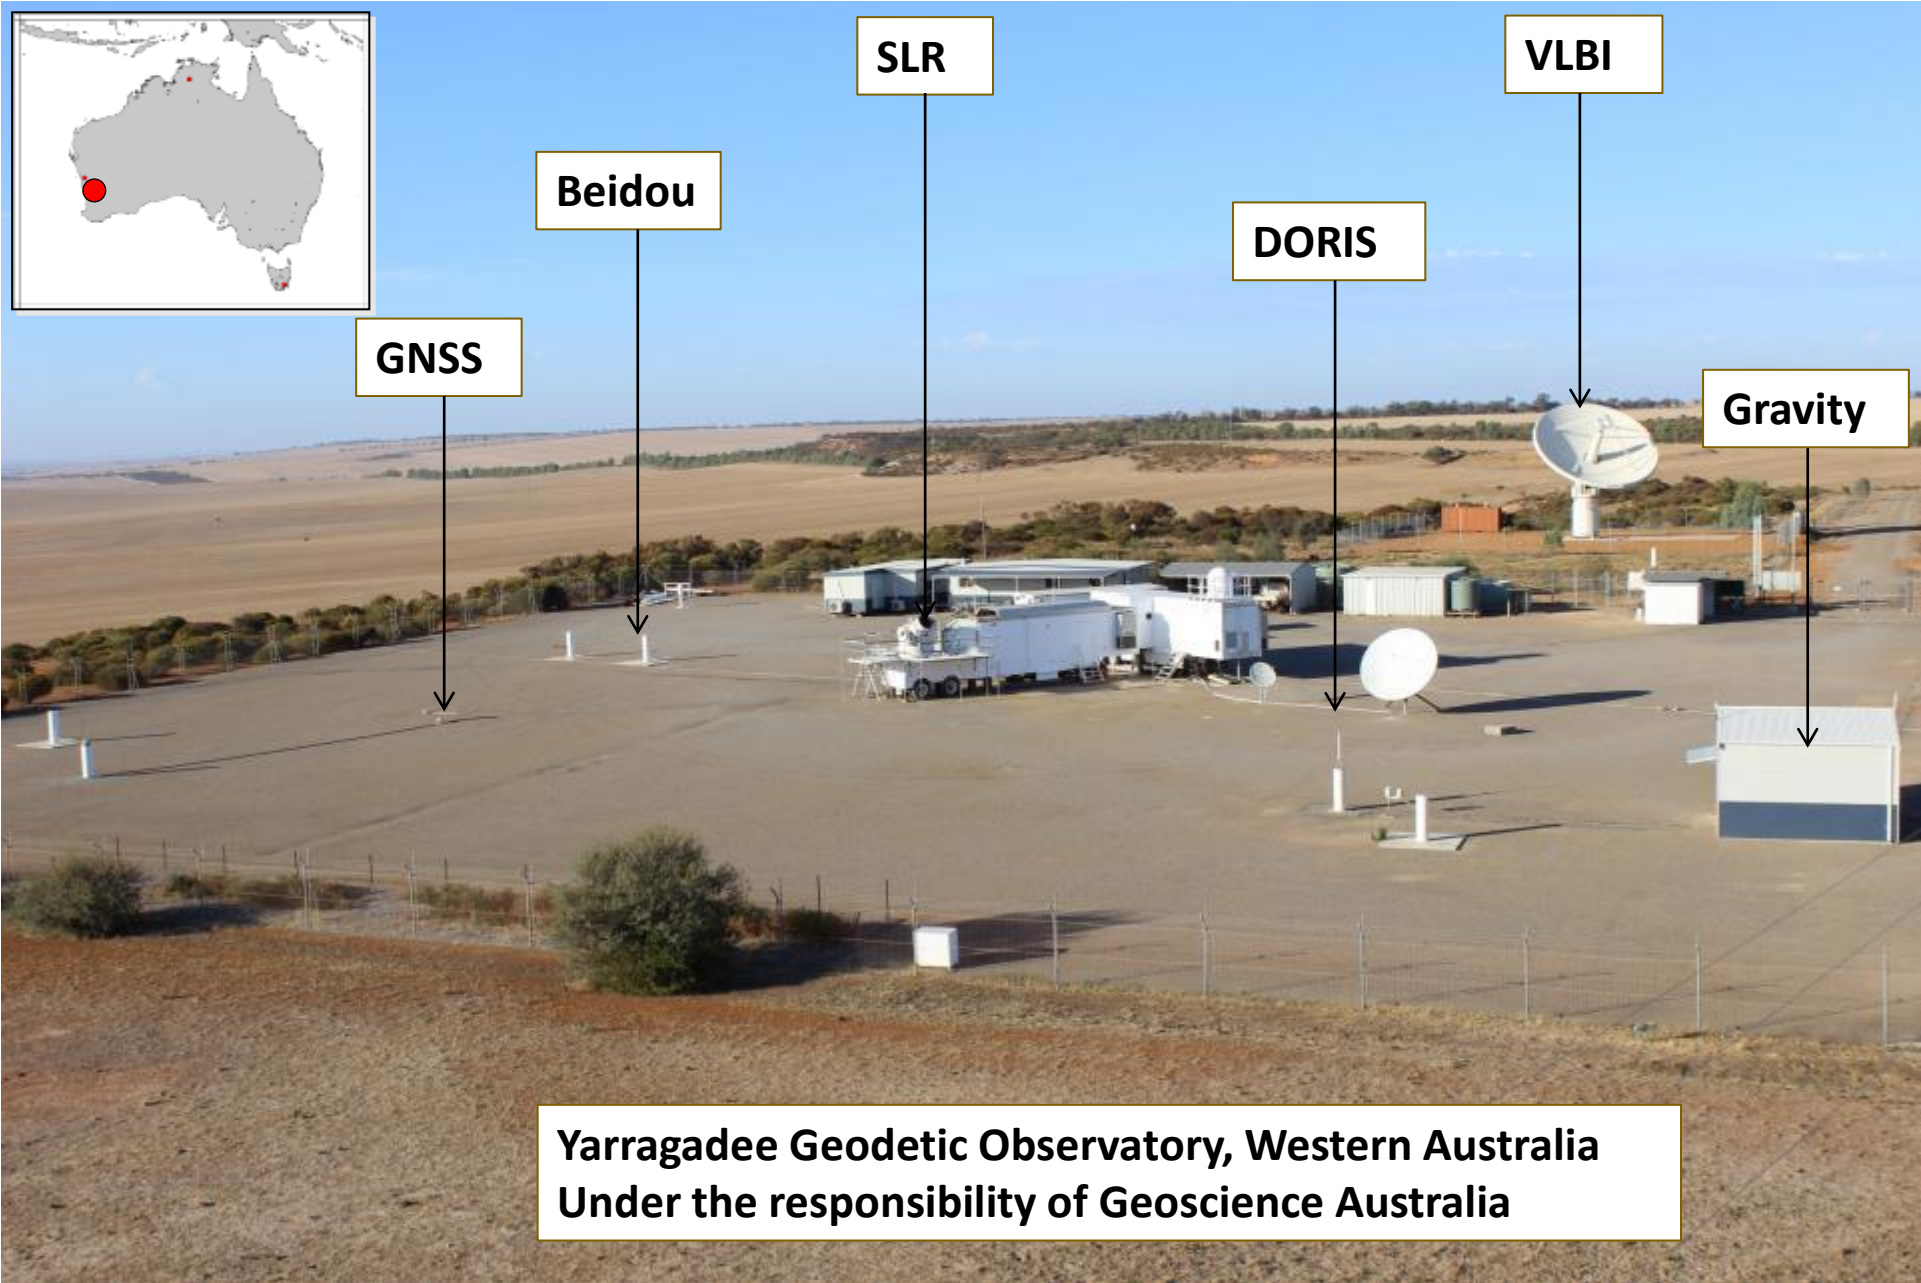 SLR
VLBI
Beidou
DORIS
GNSS
Gravity
Yarragadee Geodetic Observatory, Western Australia
Under the responsibility of Geoscience Australia